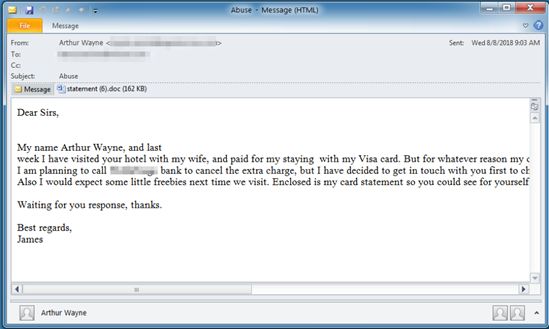 Abuse - Message (HTML)
File
Message
From: Arthur Wayne
Sent: Wed 8/8/2018 9:03 AM
To:
Cc:
Subject: Abuse
Message statement (6).doc (162 KB)
Dear Sirs,
My name Arthur Wayne, and last
week I have visited your hotel with my wife, and paid for my staying with my Visa card. But for whatever reason my c
I am planning to call bank to cancel the extra charge, but I have decided to get in touch with you first to ch
Also I would expect some little freebies next time we visit. Enclosed is my card statement so you could see for yourself
Waiting for you response, thanks.
Best regards,
James
Arthur Wayne